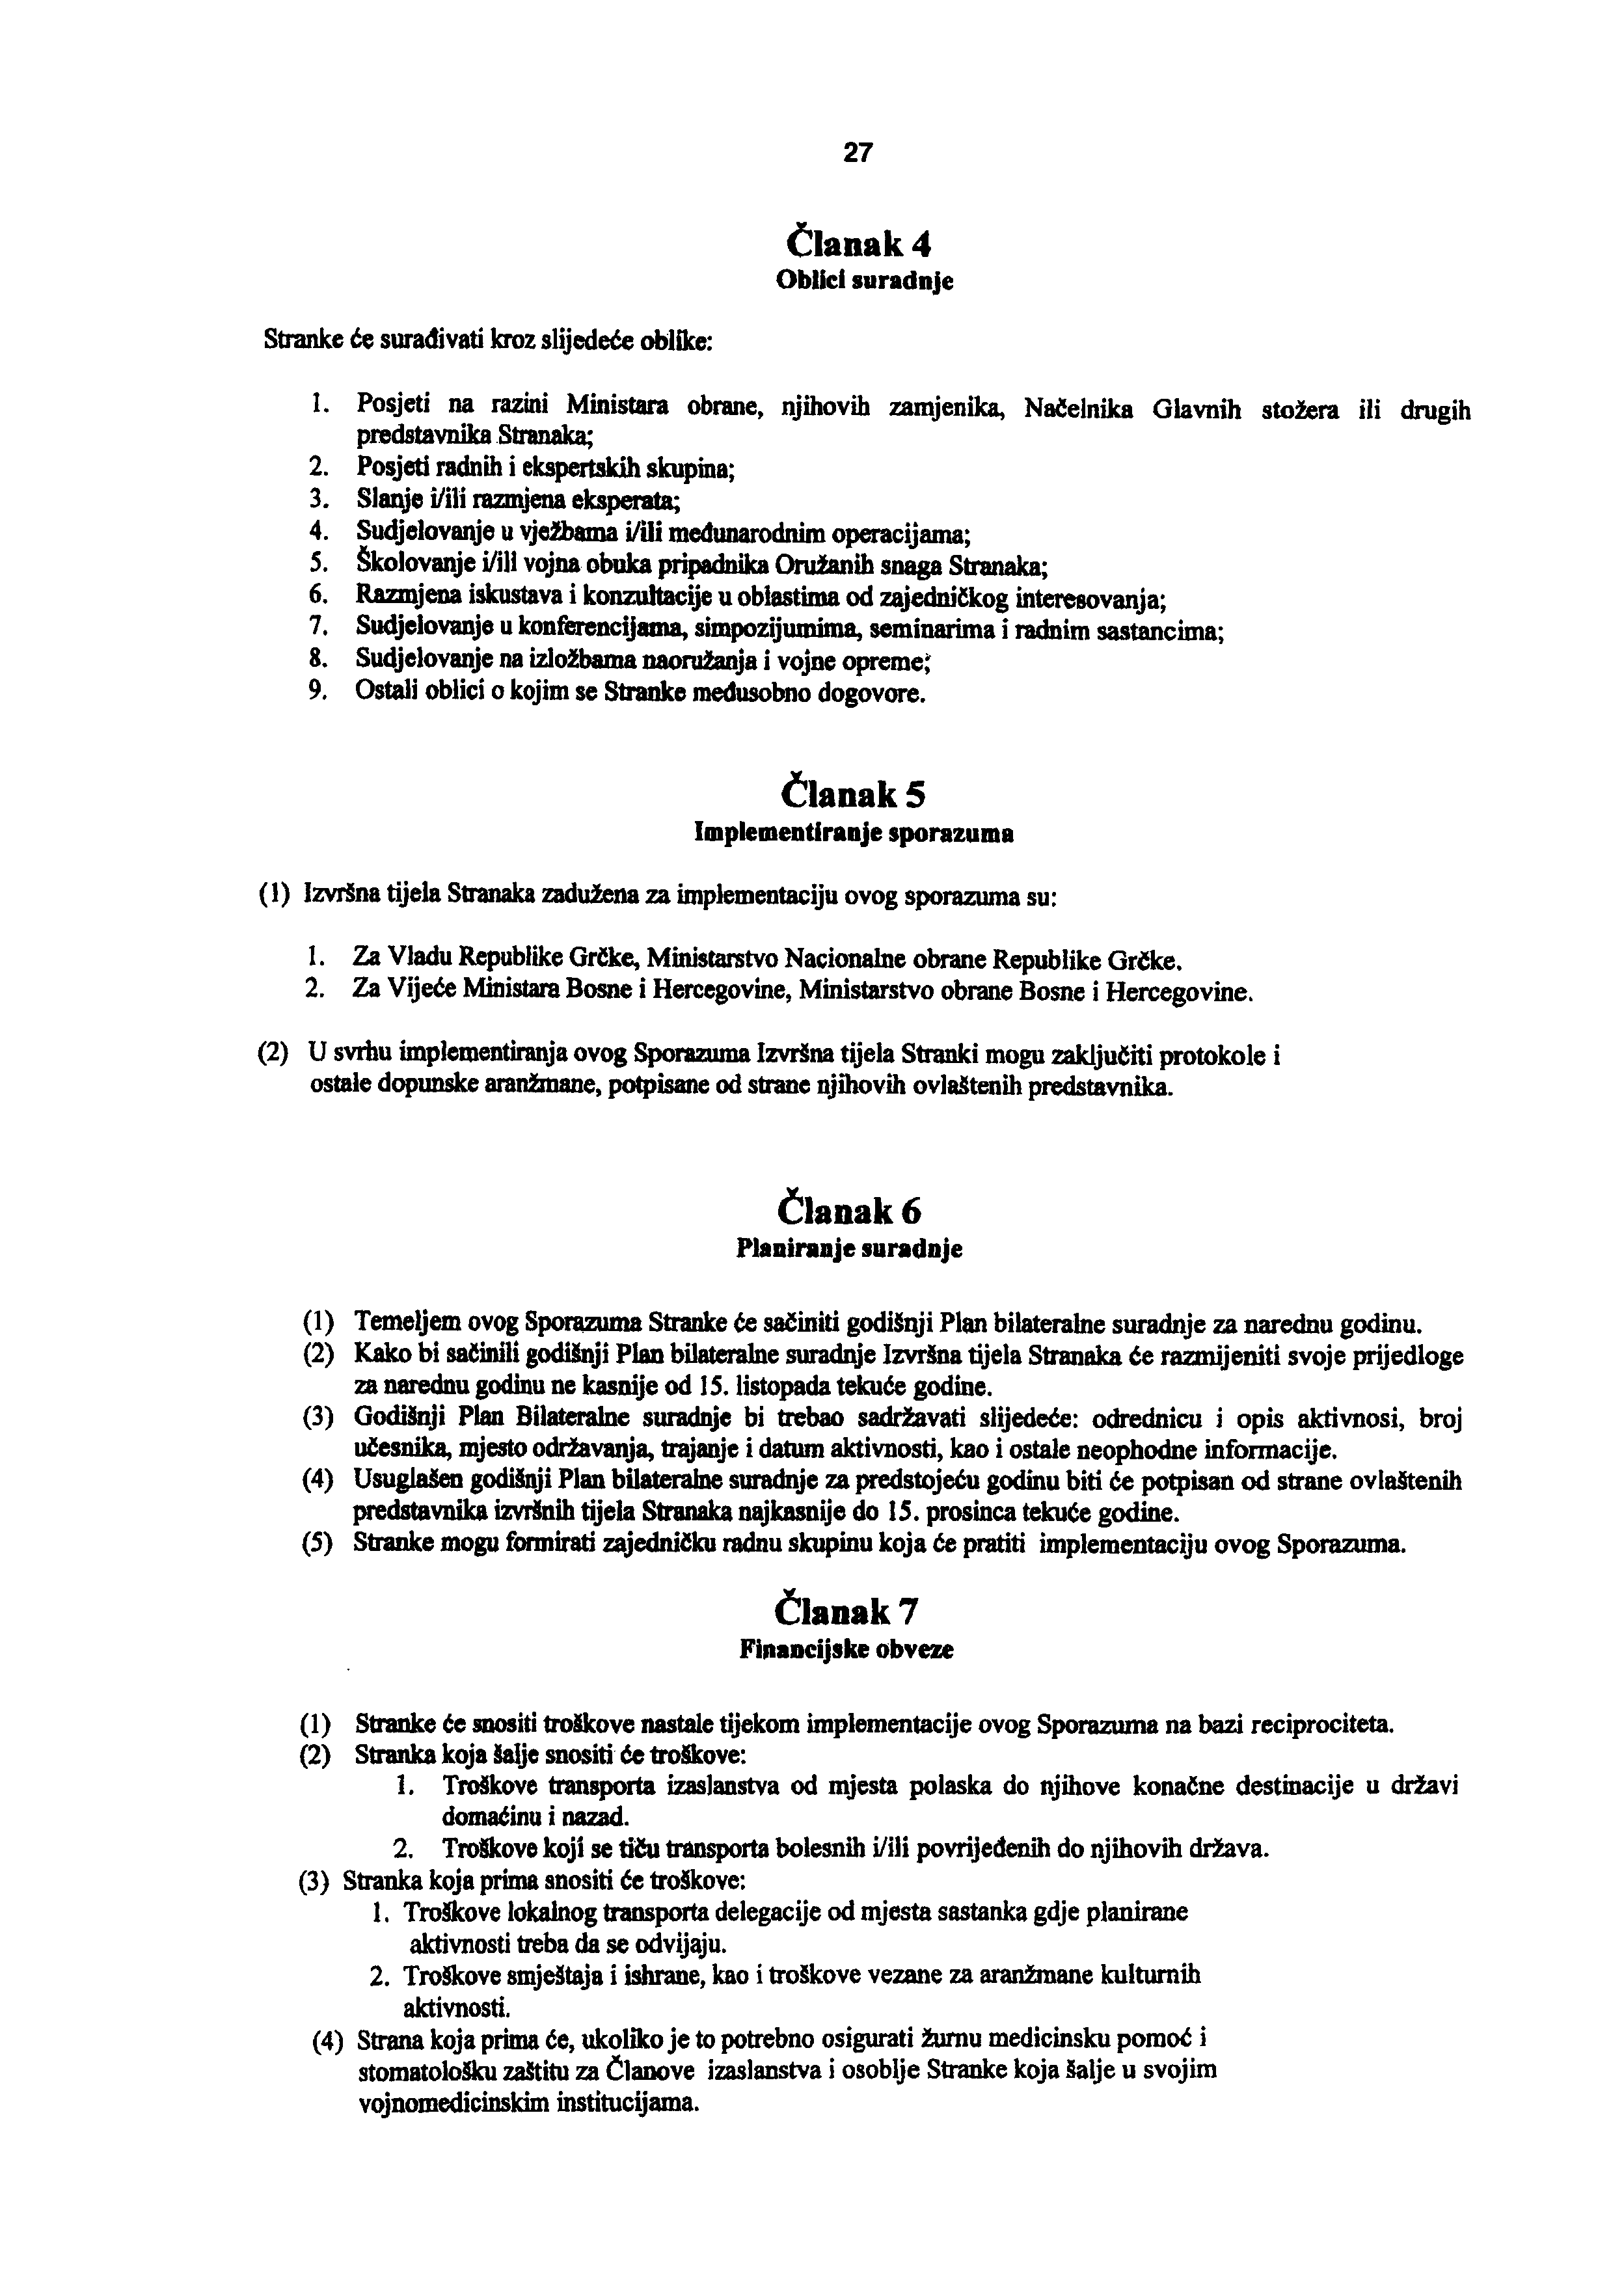 27
Članak 4
Oblici suradnje
Stranke će surađivati kroz slijedeće oblike:
1. Posjeti na razini Ministara obrane, njihovih zamjenika, Načelnika Glavnih stožera ili drugih
predstavnika Stranaka;
2. Posjeti radnih i ekspertskih skupina;
3. Slanje i/ili razmjena eksperata;
4. Sudjelovanje u vježbama i/ili međunarodnim operacijama;
5. Školovanje i/ili vojna obuka pripadnika Oružanih snaga Stranaka;
6. Razmjena iskustava i konzultacije u oblastima od zajedničkog interesovanja;
7. Sudjelovanje u konferencijama, simpozijumima, seminarima i radnim sastancima;
8. Sudjelovanje na izložbama naoružanja i vojne opreme;
9. Ostali oblici o kojim se Stranke međusobno dogovore.
Članak 5
Implementiranje sporazuma
(1) Izvršna tijela Stranaka zadužena za implementaciju ovog sporazuma su:
1. Za Vladu Republike Grčke, Ministarstvo Nacionalne obrane Republike Grčke.
2. Za Vijeće Ministara Bosne i Hercegovine, Ministarstvo obrane Bosne i Hercegovine.
(2) U svrhu implementiranja ovog Sporazuma Izvršna tijela Stranki mogu zaključiti protokole i
ostale dopunske aranžmane, potpisane od strane njihovih ovlaštenih predstavnika.
Članak 6
Planiranje suradnje
(1) Temeljem ovog Sporazuma Stranke će sačiniti godišnji Plan bilateralne suradnje za narednu godinu.
(2) Kako bi sačinili godišnji Plan bilateralne suradnje Izvršna tijela Stranaka će razmijeniti svoje prijedloge
za narednu godinu ne kasnije od 15. listopada tekuće godine.
(3) Godišnji Plan Bilateralne suradnje bi trebao sadržavati slijedeće: odrednicu i opis aktivnosi, broj
učesnika, mjesto održavanja, trajanje i datum aktivnosti, kao i ostale neophodne informacije.
(4) Usuglašen godišnji Plan bilateralne suradnje za predstojeću godinu biti će potpisan od strane ovlaštenih
predstavnika izvršnih tijela Stranaka najkasnije do 15. prosinca tekuće godine.
(5) Stranke mogu formirati zajedničku radnu skupinu koja će pratiti implementaciju ovog Sporazuma.
Članak 7
Financijske obveze
(1) Stranke će snositi troškove nastale tijekom implementacije ovog Sporazuma na bazi reciprociteta.
(2) Stranka koja šalje snositi će troškove:
1. Troškove transporta izaslanstva od mjesta polaska do njihove konačne destinacije u državi
domaćinu i nazad.
2. Troškove koji se tiču transporta bolesnih i/ili povrijeđenih do njihovih država.
(3) Stranka koja prima snositi će troškove:
1. Troškove lokalnog transporta delegacije od mjesta sastanka gdje planirane
aktivnosti treba da se odvijaju.
2. Troškove smještaja i ishrane, kao i troškove vezane za aranžmane kulturnih
aktivnosti.
(4) Strana koja prima će, ukoliko je to potrebno osigurati žurnu medicinsku pomoć i
stomatološku zaštitu za Članove izaslanstva i osoblje Stranke koja šalje u svojim
vojnomedicinskim institucijama.